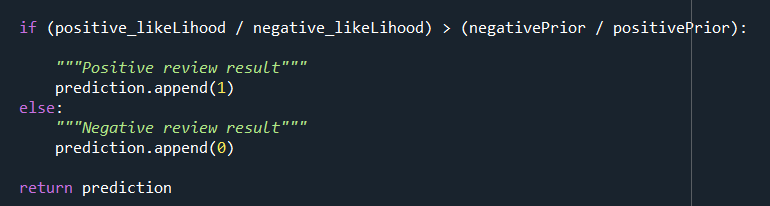 if (positive_likeLihood / negative_likeLihood) > (negativePrior / positivePrior):
"""Positive review result"""
prediction.append(1)
else:
"""Negative review result"""
prediction.append(0)
return prediction